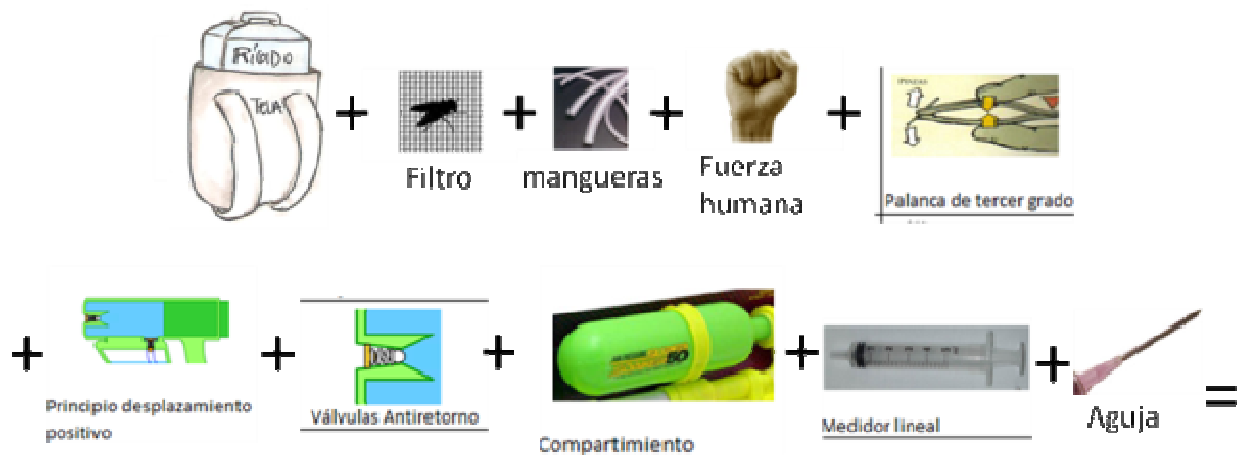 RÍGIDO
TELA
Filtro
mangueras
Fuerza
humana
Palanca de tercer grado
Principio desplazamiento
positivo
Válvulas Antiretorno
50
Compartimiento
Medidor lineal
Aguja